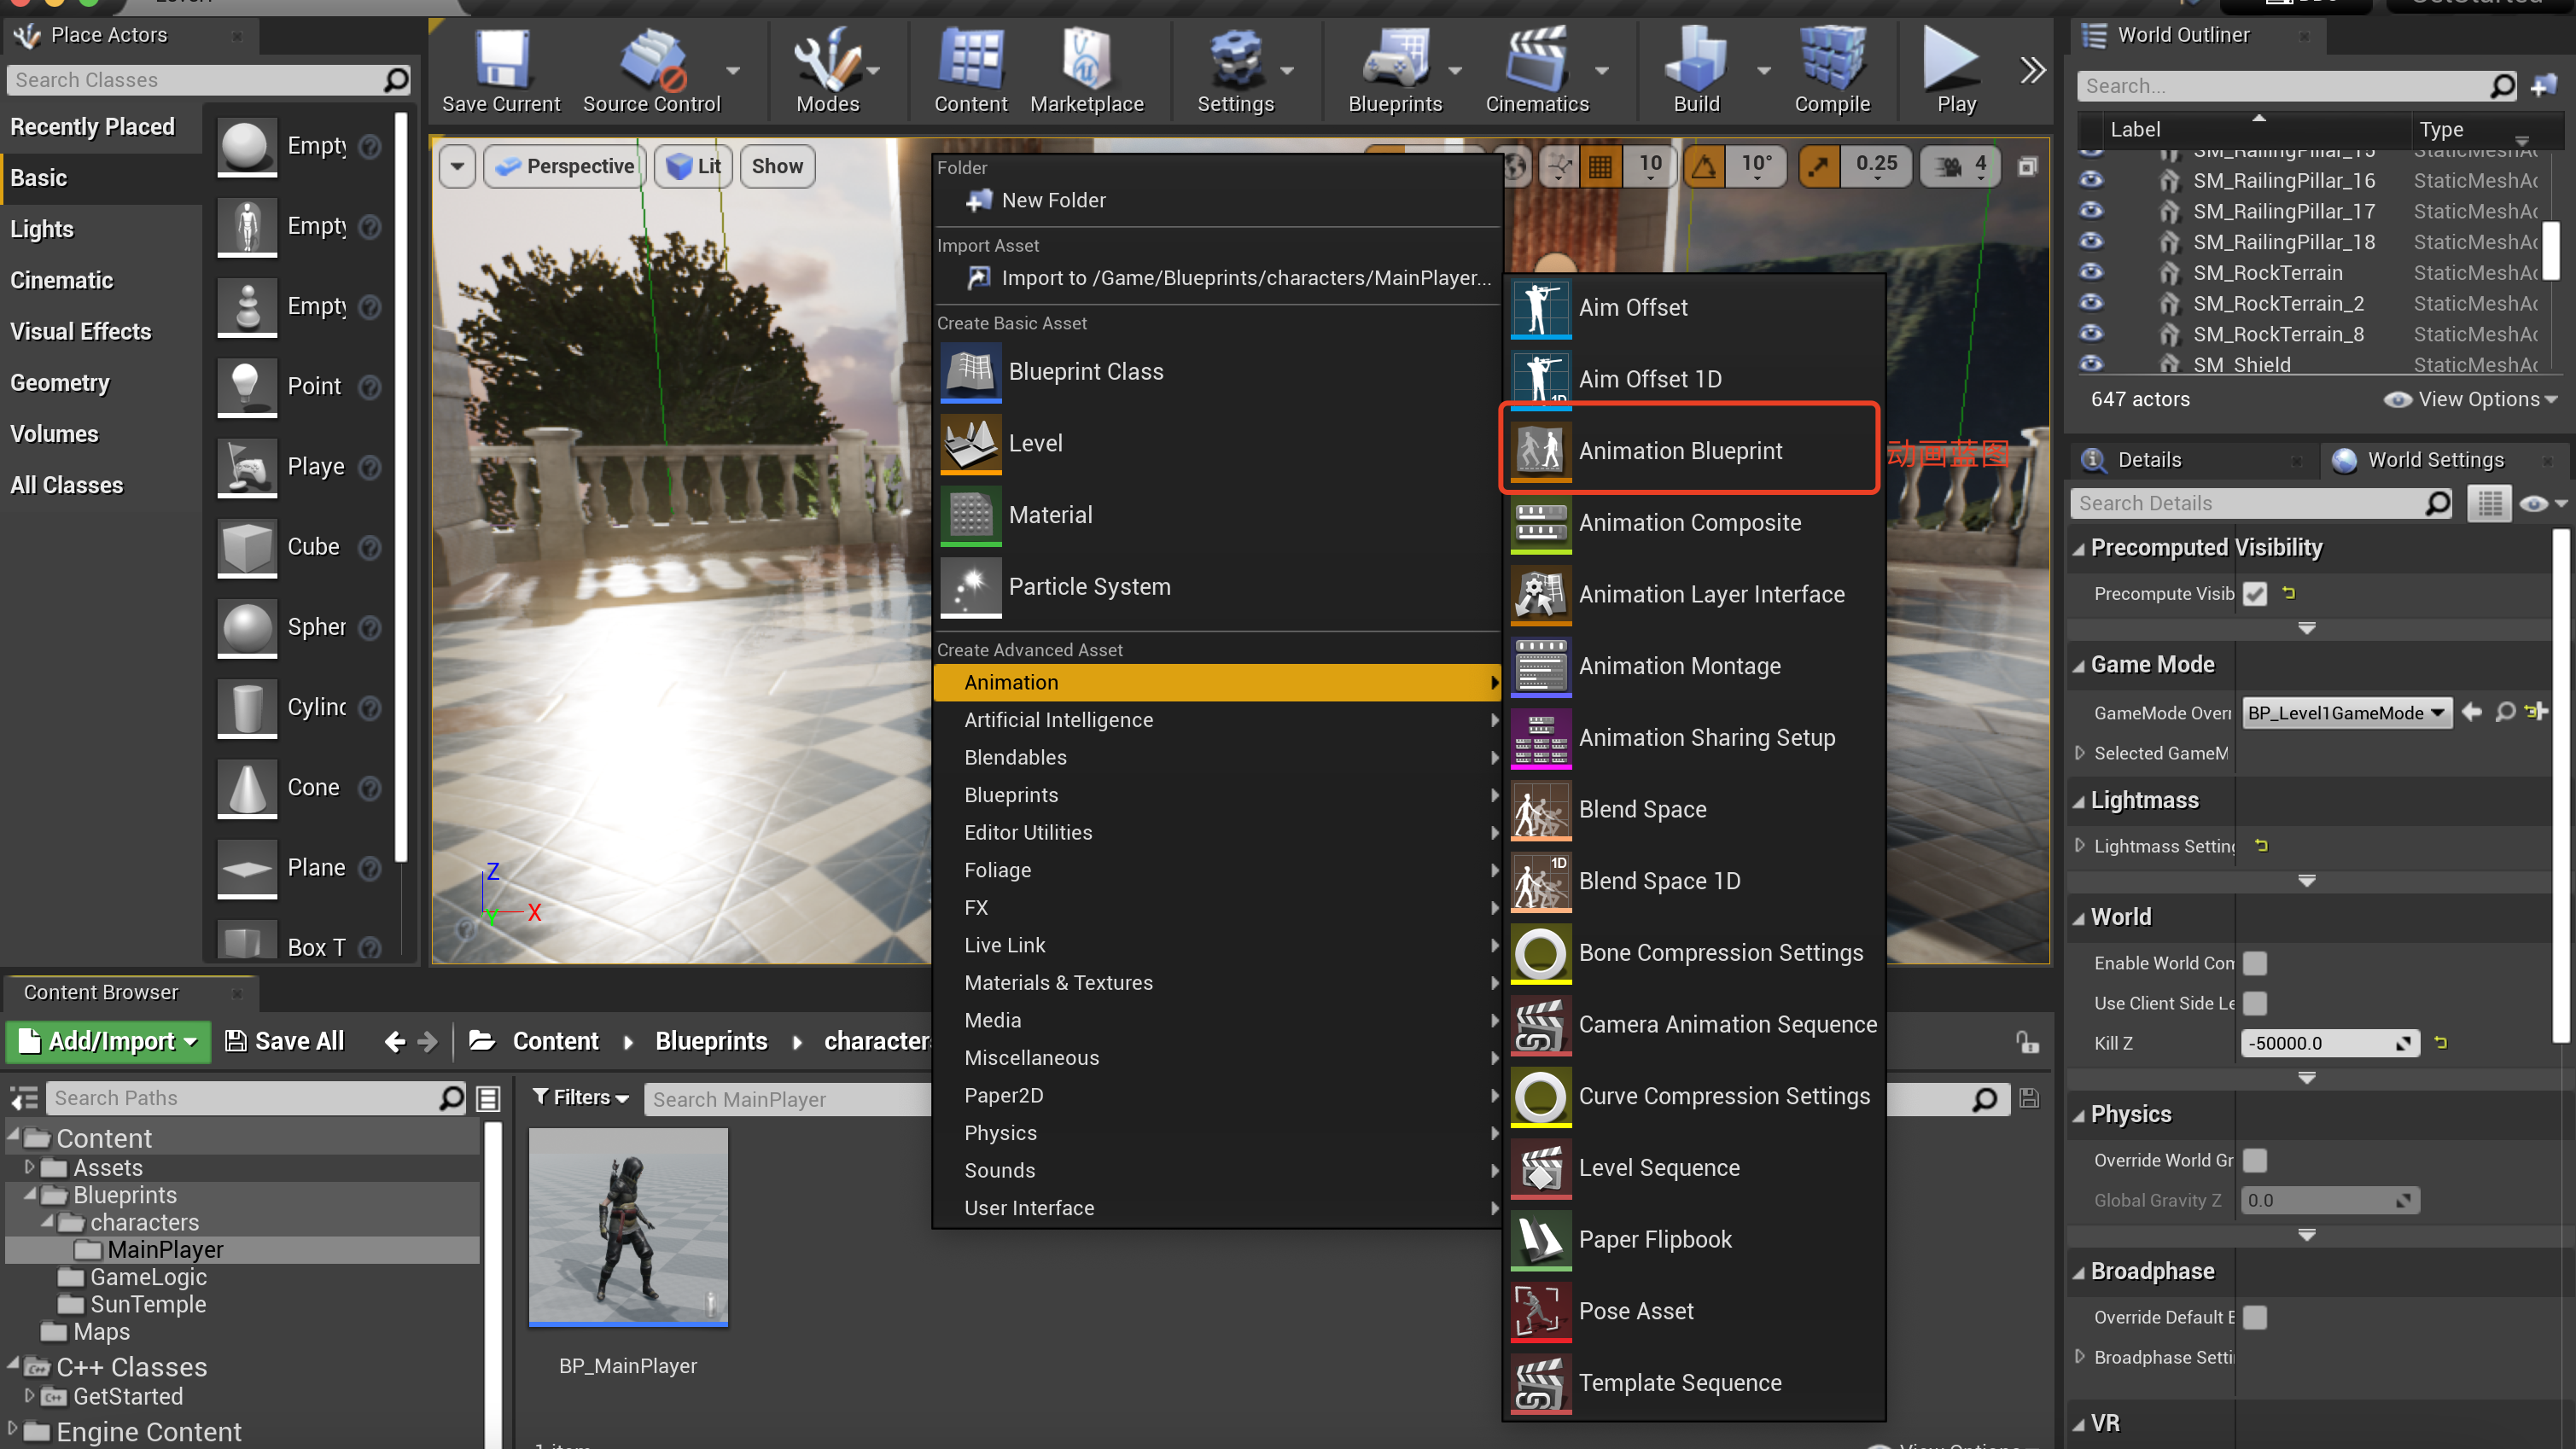 Place Actors
Search Classes
Recently Placed
Basic
Lights
Cinematic
Visual Effects
Geometry
Volumes
All Classes
Empty
Empty
Empty
Point
Playe
Cube
Spher
Cylinc
Cone
Plane
Box T
Save Current
Source Control
Modes
Content
Marketplace
Settings
Blueprints
Cinematics
Build
Compile
Play
Perspective
Lit
Show
10
10°
0.25
4
Z
X
Y
Folder
New Folder
Import Asset
Import to /Game/Blueprints/characters/MainPlayer...
Create Basic Asset
Blueprint Class
Level
Material
Particle System
Create Advanced Asset
Animation
Artificial Intelligence
Blendables
Blueprints
Editor Utilities
Foliage
FX
Live Link
Materials & Textures
Media
Miscellaneous
Paper2D
Physics
Sounds
User Interface
Aim Offset
Aim Offset 1D
Animation Blueprint
动画蓝图
Animation Composite
Animation Layer Interface
Animation Montage
Animation Sharing Setup
Blend Space
1D
Blend Space 1D
Bone Compression Settings
Camera Animation Sequence
Curve Compression Settings
Level Sequence
Paper Flipbook
Pose Asset
Template Sequence
World Outliner
Search...
Label
Type
SM_RailingPillar_15
SM_RailingPillar_16 StaticMeshAc
SM_RailingPillar_17 StaticMeshAc
SM_RailingPillar_18 StaticMeshAc
SM_RockTerrain StaticMeshAc
SM_RockTerrain_2 StaticMeshAc
SM_RockTerrain_8 StaticMeshAc
SM_Shield StaticMeshAc
647 actors
View Options
Details
World Settings
Search Details
Precomputed Visibility
Precompute Visib
Game Mode
GameMode Overr
BP_Level1GameMode
Selected GameM
Lightmass
Lightmass Setting
World
Enable World Com
Use Client Side Le
Kill Z
-50000.0
Physics
Override World Gr
Global Gravity Z
0.0
Broadphase
Override Default B
Broadphase Setti
VR
Content Browser
Add/Import
Save All
Content
Blueprints
character
Search Paths
Filters
Search MainPlayer
Content
Assets
Blueprints
characters
MainPlayer
GameLogic
SunTemple
Maps
C++ Classes
C++
GetStarted
Engine Content
BP_MainPlayer